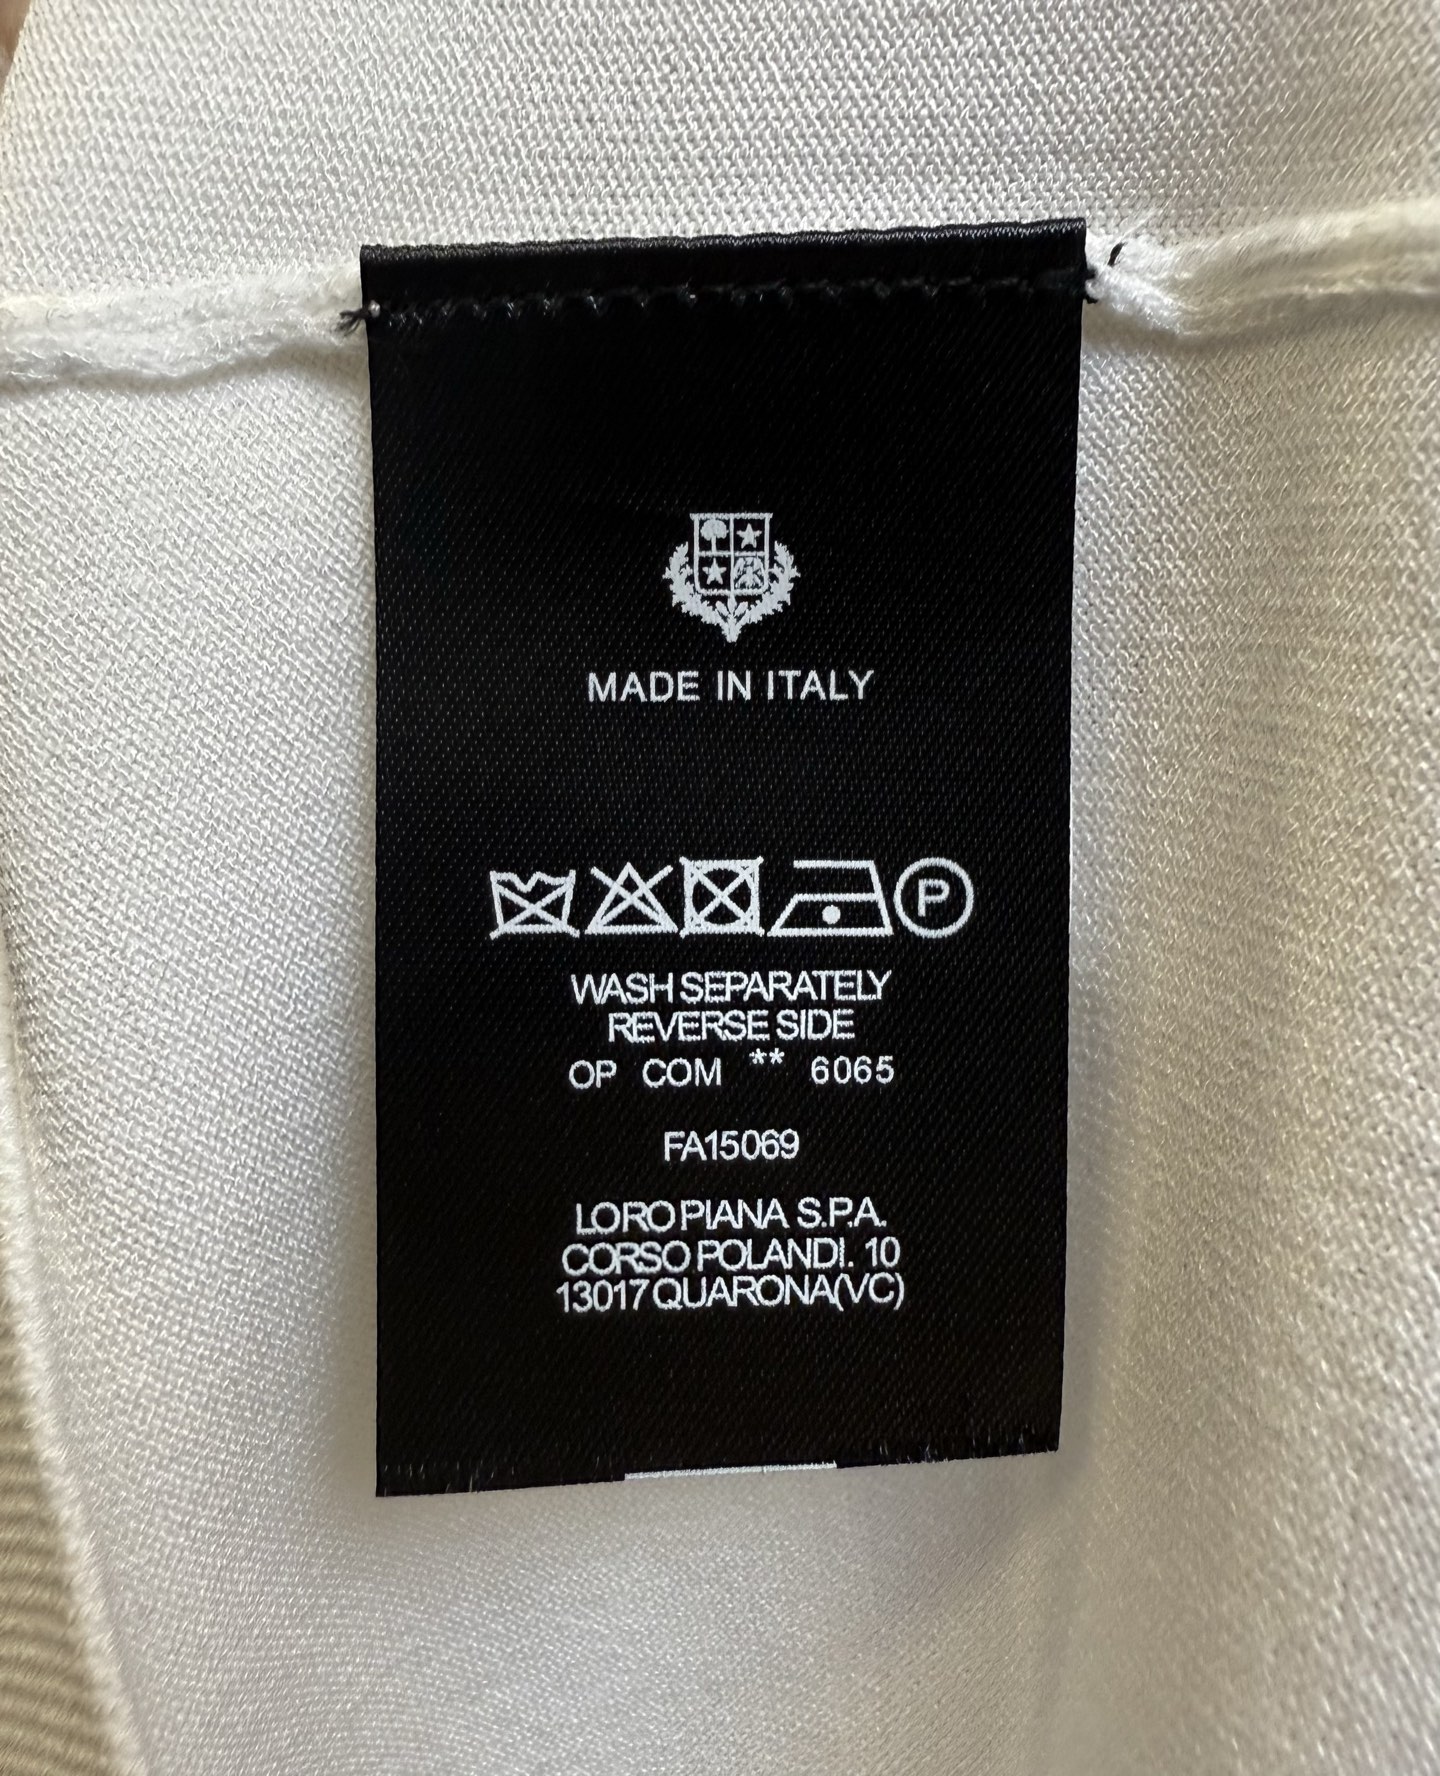 MADE IN ITALY
P
WASH SEPARATELY
REVERSE SIDE
OP COM ** 6065
FA15069
LORO PIANA S.P.A.
CORSO POLANDI. 10
13017 QUARONA(VC)